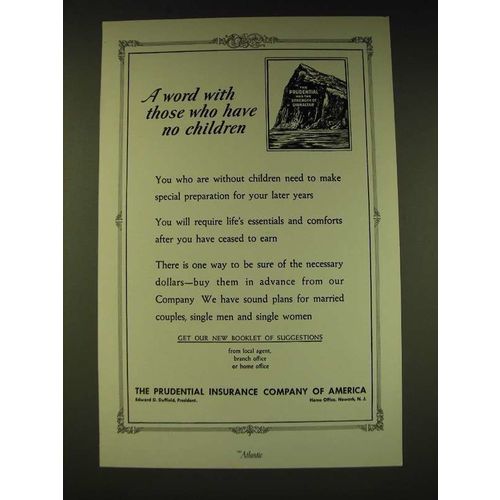 A word with
those who have
no children
THE
PRUDENTIAL
HAS THE
STRENGTH OF
GIBRALTAR
You who are without children need to make
special preparation for your later years
You will require life's essentials and comforts
after you have ceased to earn
There is one way to be sure of the necessary
dollars—buy them in advance from our
Company We have sound plans for married
couples, single men and single women
GET OUR NEW BOOKLET OF SUGGESTIONS
from local agent,
branch office
or home office
THE PRUDENTIAL INSURANCE COMPANY OF AMERICA
Edward D. Duffield, President. Home Office, Newark, N. J.
The Atlantic